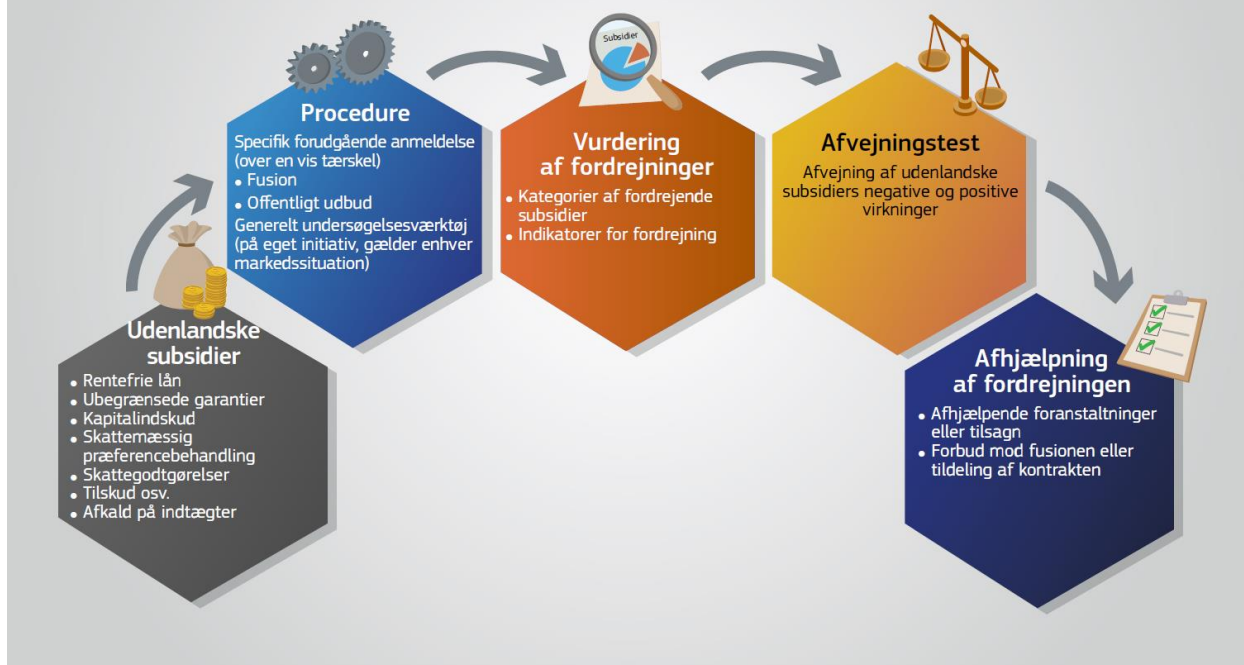 Udenlandske
subsidier
• Rentefrie lån
• Ubegrænsede garantier
• Kapitalindskud
• Skattemæssig
præferencebehandling
• Skattegodtgørelser
• Tilskud osv.
• Afkald på indtægter
Procedure
Specifik forudgående anmeldelse
(over en vis tærskel)
• Fusion
• Offentligt udbud
Generelt undersøgelsesværktøj
(på eget initiativ, gælder enhver
markedssituation)
Subsidier
Vurdering
af fordrejninger
• Kategorier af fordrejende
subsidier
• Indikatorer for fordrejning
Afvejningstest
Afvejning af udenlandske
subsidiers negative og positive
virkninger
Afhjælpning
af fordrejningen
• Afhjælpende foranstaltninger
eller tilsagn
• Forbud mod fusionen eller
tildeling af kontrakten